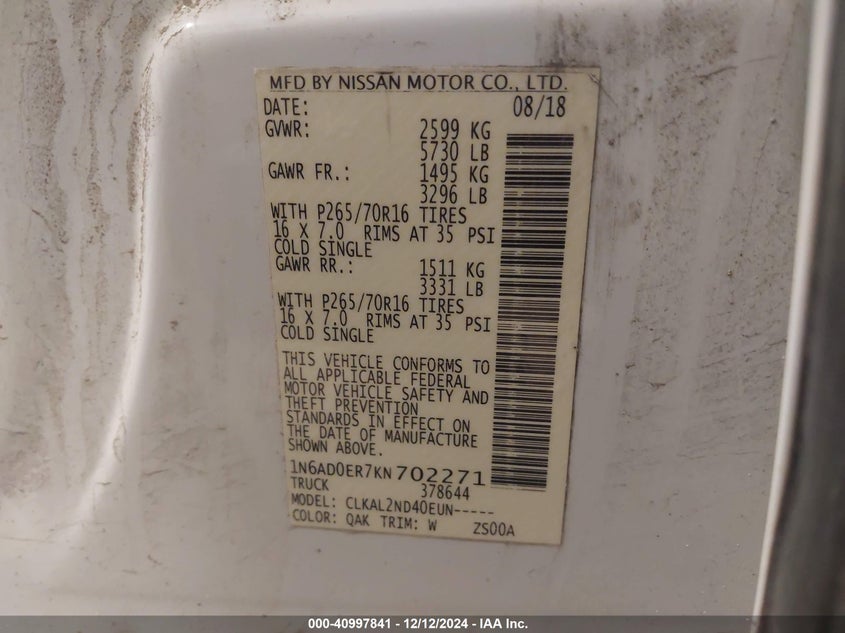 MFD BY NISSAN MOTOR CO., LTD.
DATE: 08/18
GVWR: 2599 KG
5730 LB
GAWR FR.: 1495 KG
3296 LB
WITH P265/70R16 TIRES
16 X 7.0 RIMS AT 35 PSI
COLD SINGLE
GAWR RR.: 1511 KG
3331 LB
WITH P265/70R16 TIRES
16 X 7.0 RIMS AT 35 PSI
COLD SINGLE
THIS VEHICLE CONFORMS TO
ALL APPLICABLE FEDERAL
MOTOR VEHICLE SAFETY AND
THEFT PREVENTION
STANDARDS IN EFFECT ON
THE DATE OF MANUFACTURE
SHOWN ABOVE.
1N6AD0ER7KN702271
TRUCK 378644
MODEL: CLKAL2ND40EUN-----
COLOR: QAK TRIM: W ZS00A
000-40997841 - 12/12/2024 - IAA Inc.